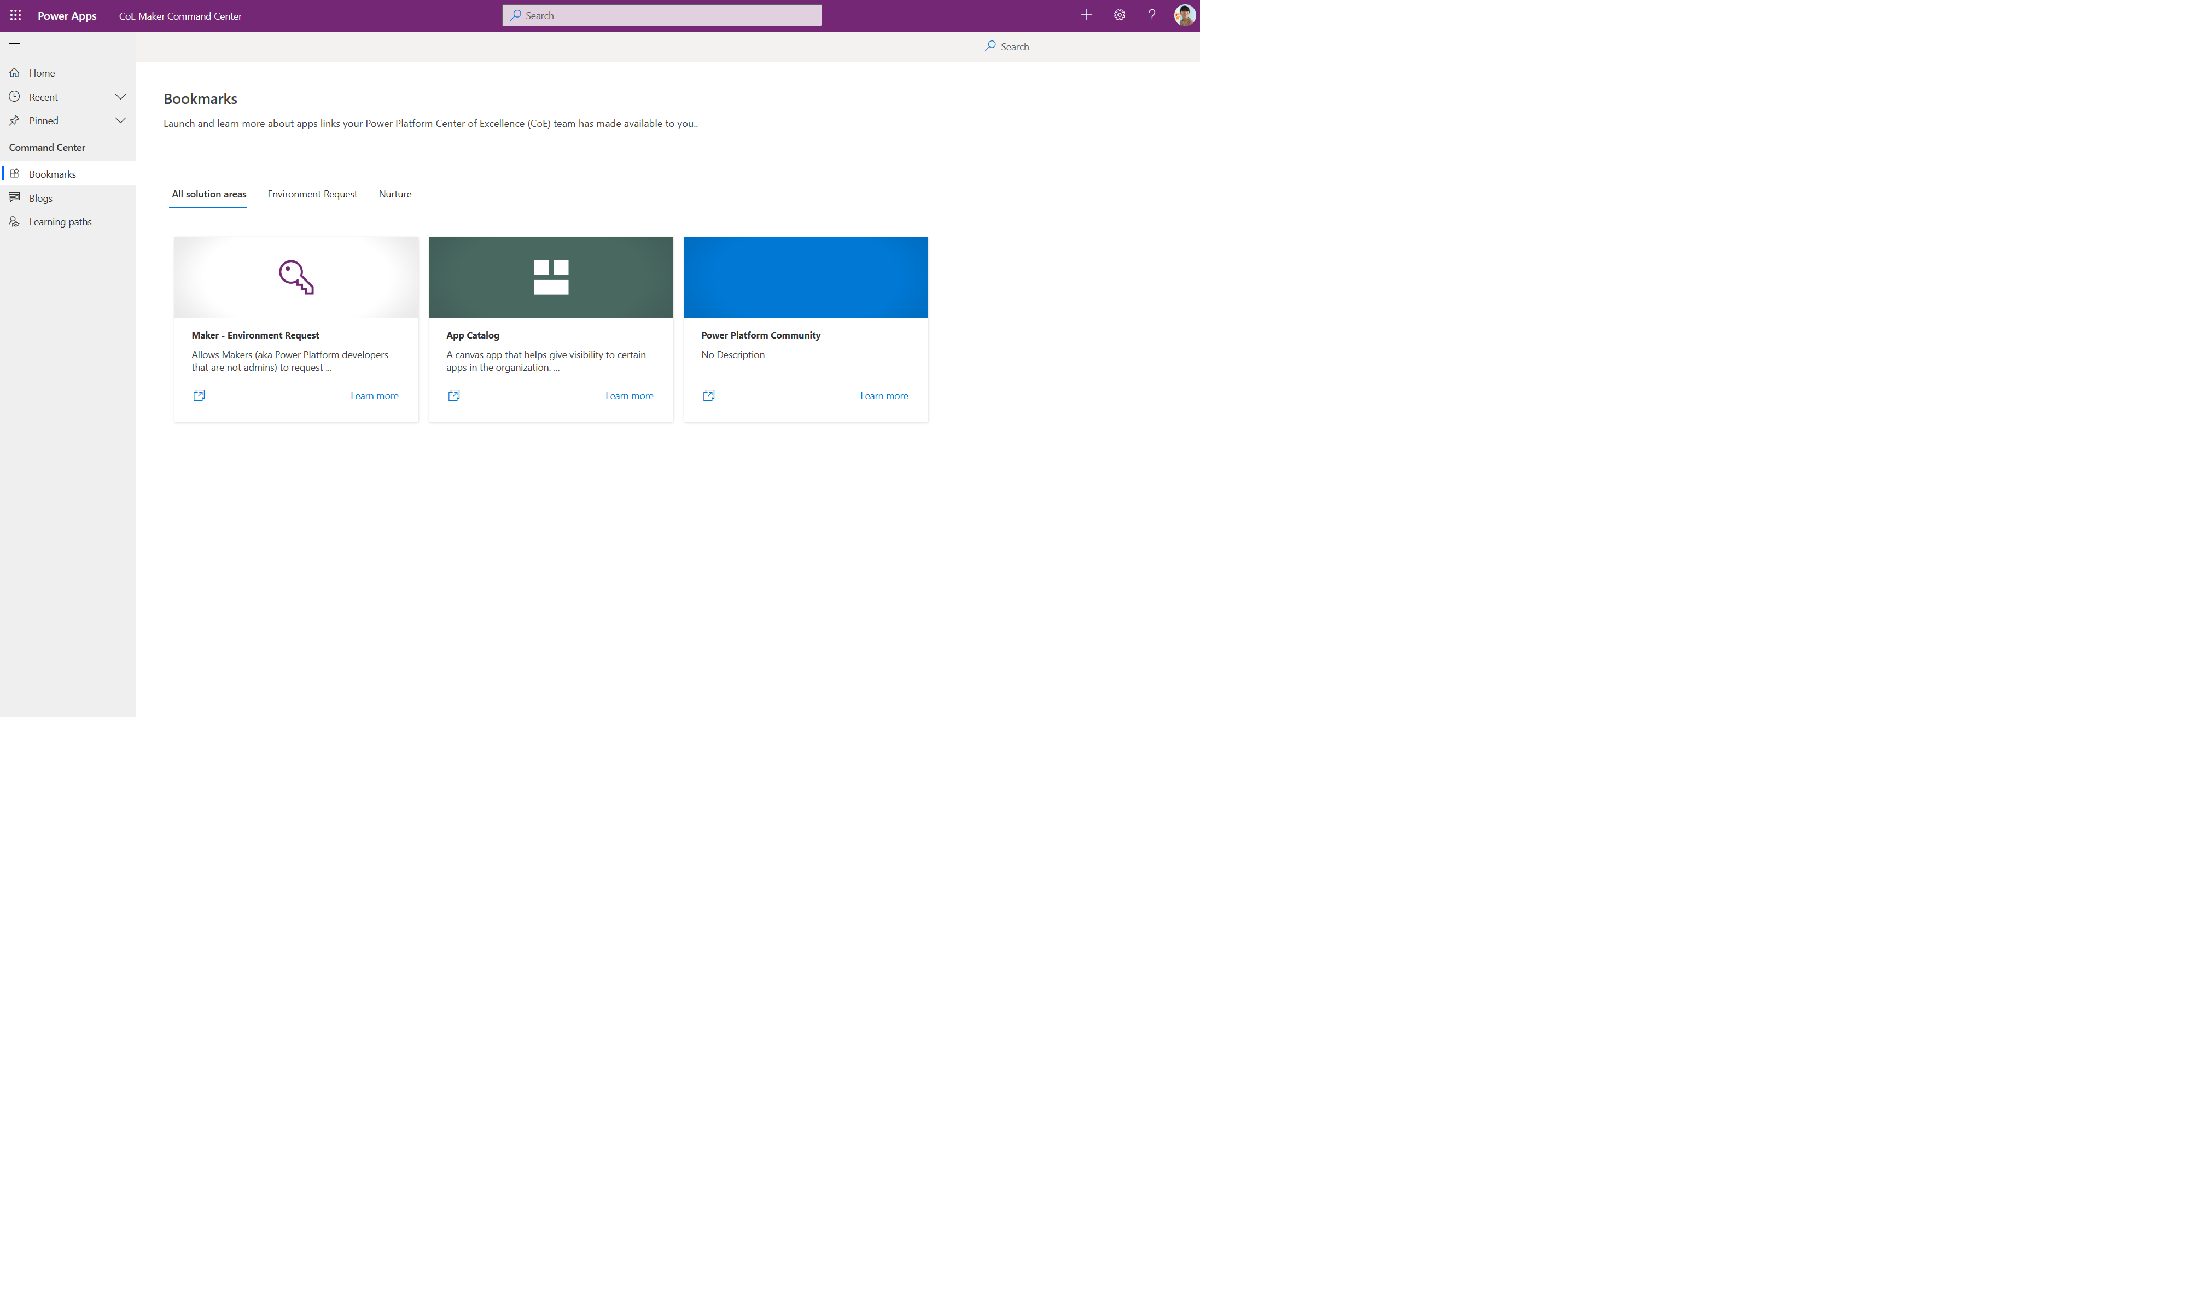 Power Apps
CoE Maker Command Center
Search
Search
Home
Recent
Pinned
Command Center
Bookmarks
Blogs
Learning paths
Bookmarks
Launch and learn more about apps links your Power Platform Center of Excellence (CoE) team has made available to you..
All solution areas
Environment Request
Nurture
Maker - Environment Request
Allows Makers (aka Power Platform developers
that are not admins) to request ...
Learn more
App Catalog
A canvas app that helps give visibility to certain
apps in the organization. ...
Learn more
Power Platform Community
No Description
Learn more